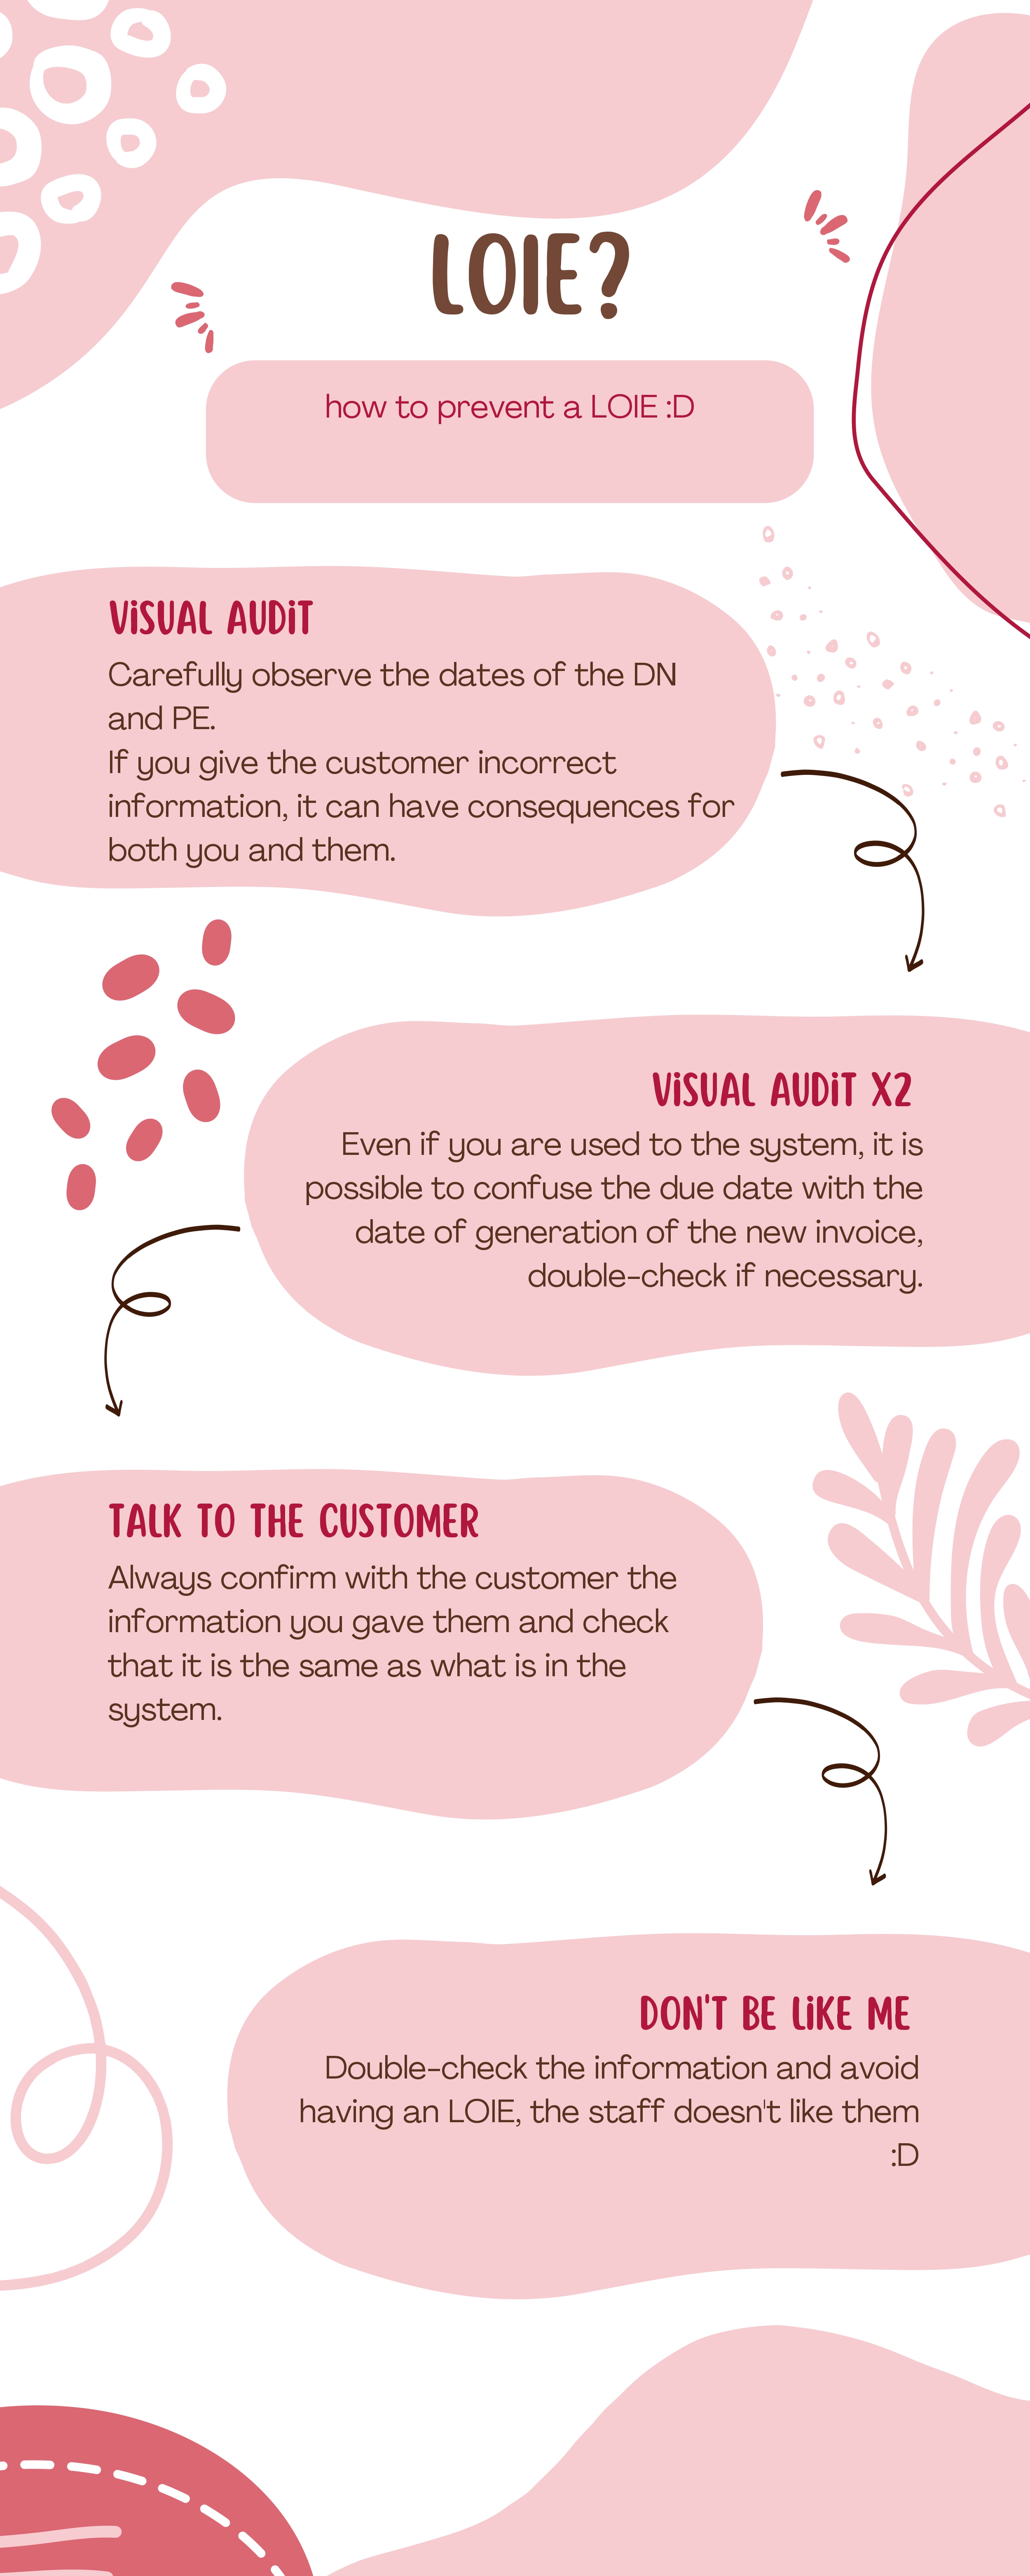 LOIE?
how to prevent a LOIE :D
VISUAL AUDIT
Carefully observe the dates of the DN
and PE.
If you give the customer incorrect
information, it can have consequences for
both you and them.
VISUAL AUDIT X2
Even if you are used to the system, it is
possible to confuse the due date with the
date of generation of the new invoice,
double-check if necessary.
TALK TO THE CUSTOMER
Always confirm with the customer the
information you gave them and check
that it is the same as what is in the
system.
DON'T BE LIKE ME
Double-check the information and avoid
having an LOIE, the staff doesn't like them
:D